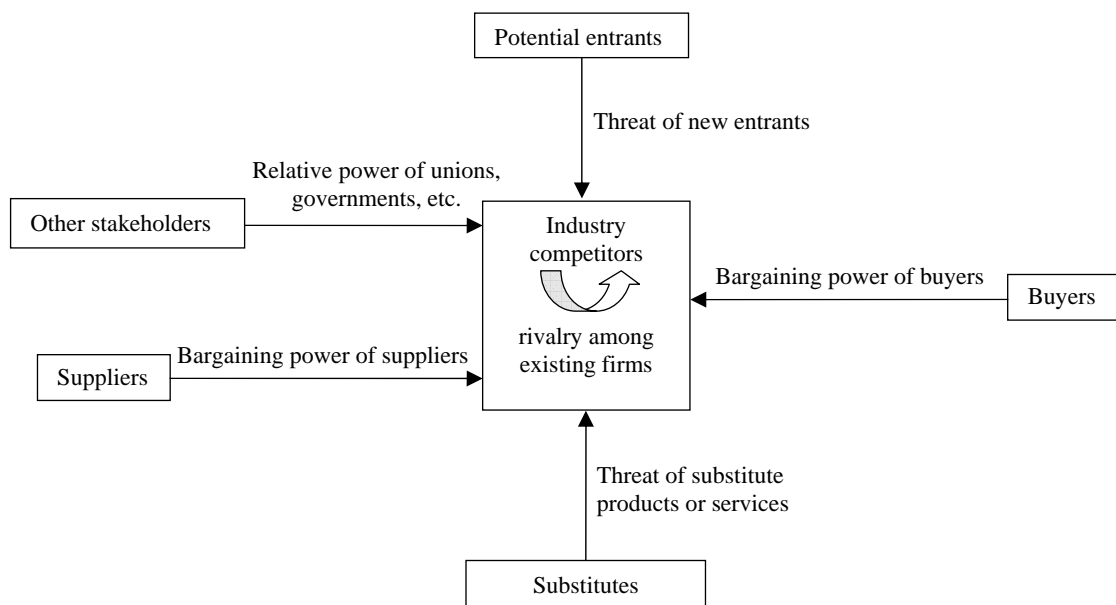 Potential entrants
Threat of new entrants
Relative power of unions,
governments, etc.
Other stakeholders
Industry
competitors
rivalry among
existing firms
Bargaining power of buyers
Buyers
Bargaining power of suppliers
Suppliers
Threat of substitute
products or services
Substitutes